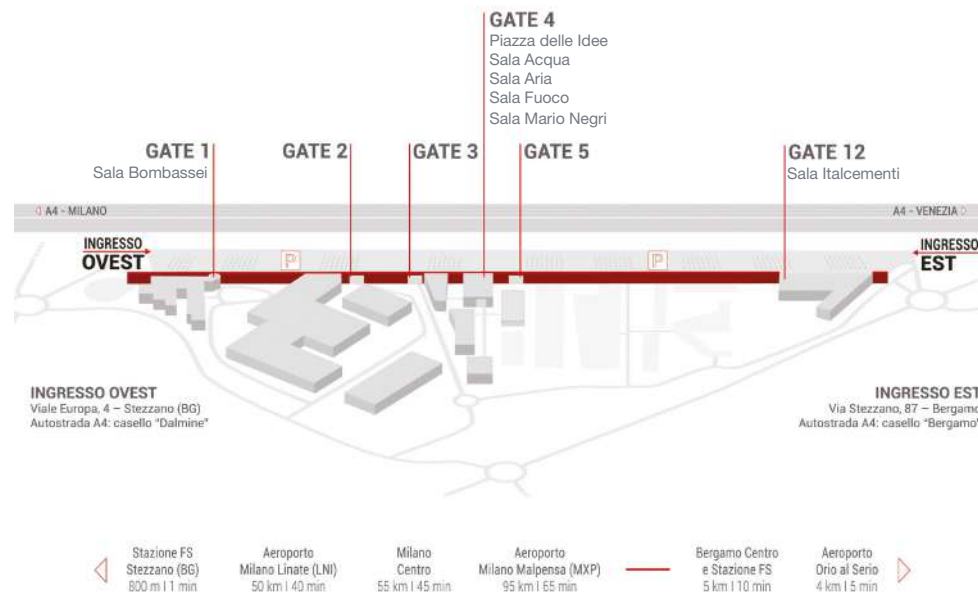 GATE 4
Piazza delle Idee
Sala Acqua
Sala Aria
Sala Fuoco
Sala Mario Negri
GATE 1
Sala Bombassei
GATE 2
GATE 3
GATE 5
GATE 12
Sala Italcementi
A4 - MILANO
A4 - VENEZIA
INGRESSO
OVEST
P
P
INGRESSO
EST
INGRESSO OVEST
Viale Europa, 4 – Stezzano (BG)
Autostrada A4: casello "Dalmine"
INGRESSO EST
Via Stezzano, 87 – Bergamo
Autostrada A4: casello "Bergamo"
Stazione FS
Stezzano (BG)
800 m | 1 min
Aeroporto
Milano Linate (LNI)
50 km | 40 min
Milano
Centro
55 km | 45 min
Aeroporto
Milano Malpensa (MXP)
95 km | 65 min
Bergamo Centro
e Stazione FS
5 km | 10 min
Aeroporto
Orio al Serio
4 km | 5 min